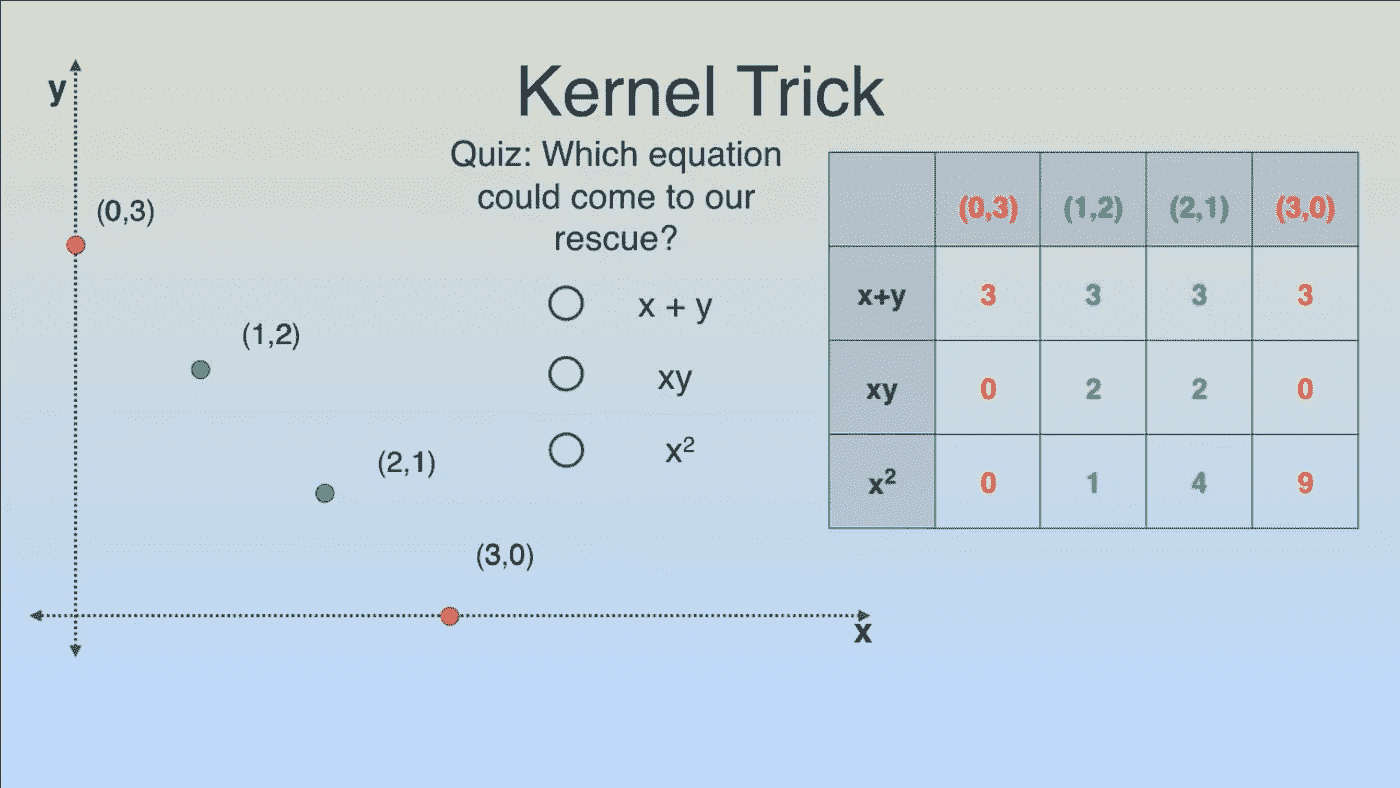 Kernel Trick
y
Quiz: Which equation
could come to our
rescue?
x + y
xy
x²
(0,3)
(1,2)
(2,1)
(3,0)
x
(0,3) (1,2) (2,1) (3,0)
x+y 3 3 3 3
xy 0 2 2 0
x² 0 1 4 9